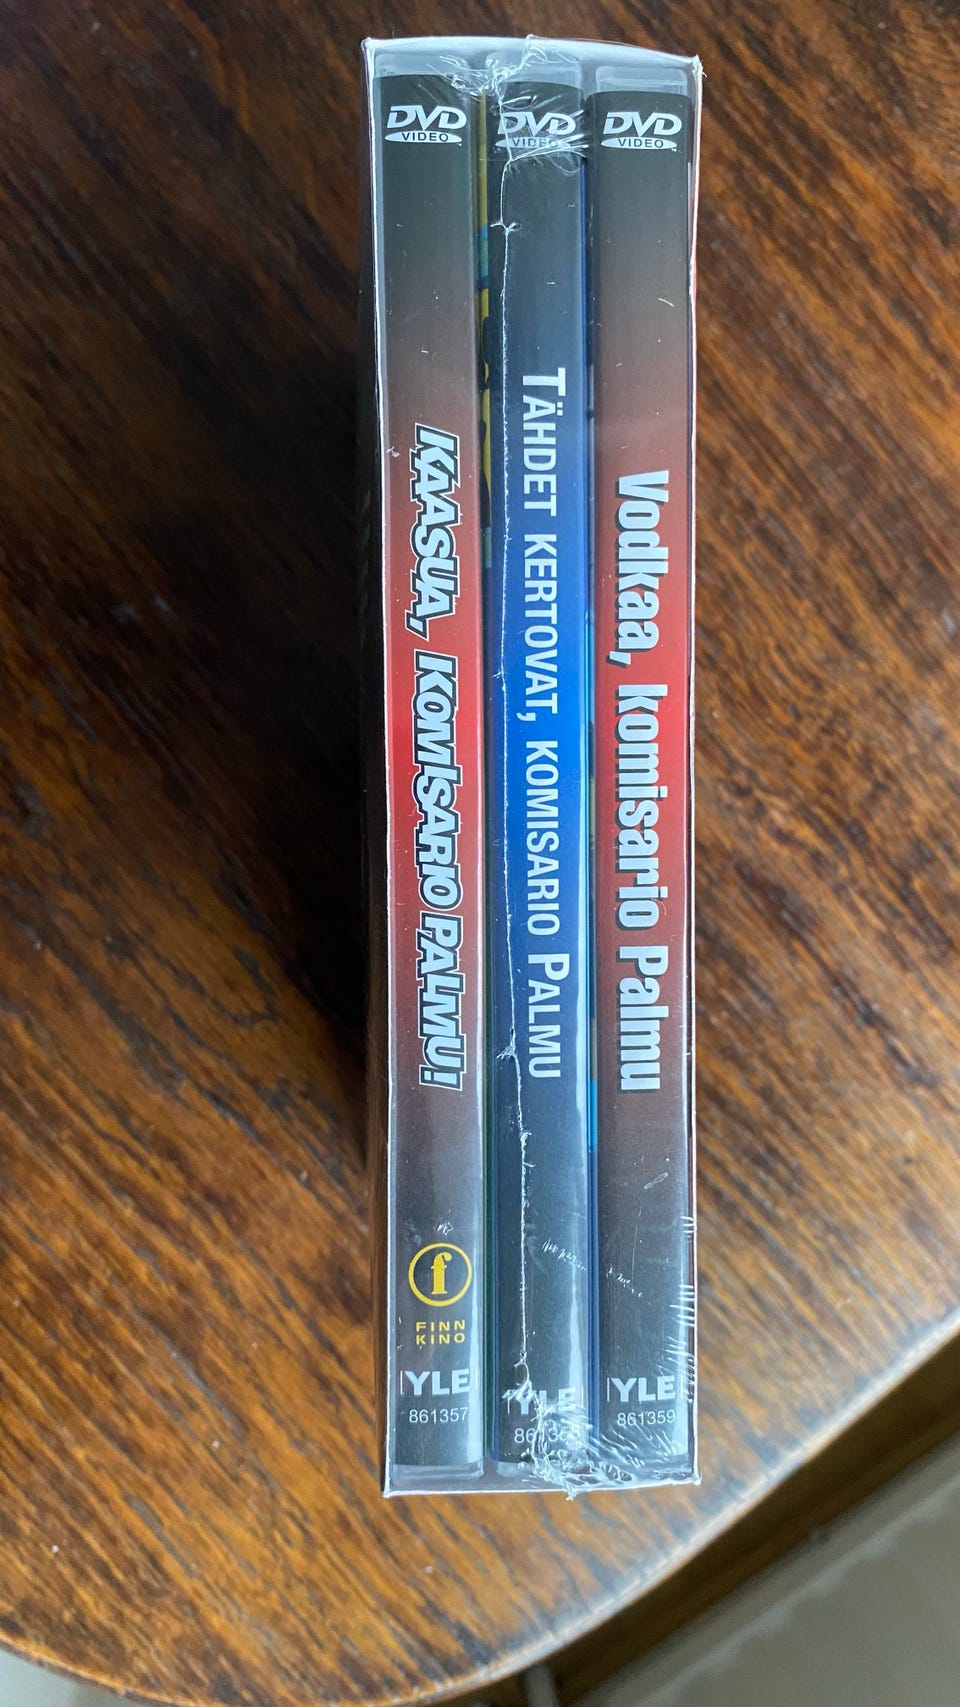 DVD
VIDEO
KAASUA, KOMISARIO PALMU!
f
FINN
KINO
YLE
861357
DVD
VIDEO
TÄHDET KERTOVAT, KOMISARIO PALMU
YLE
DVD
VIDEO
Vodkaa, komisario Palmu
YLE
861359